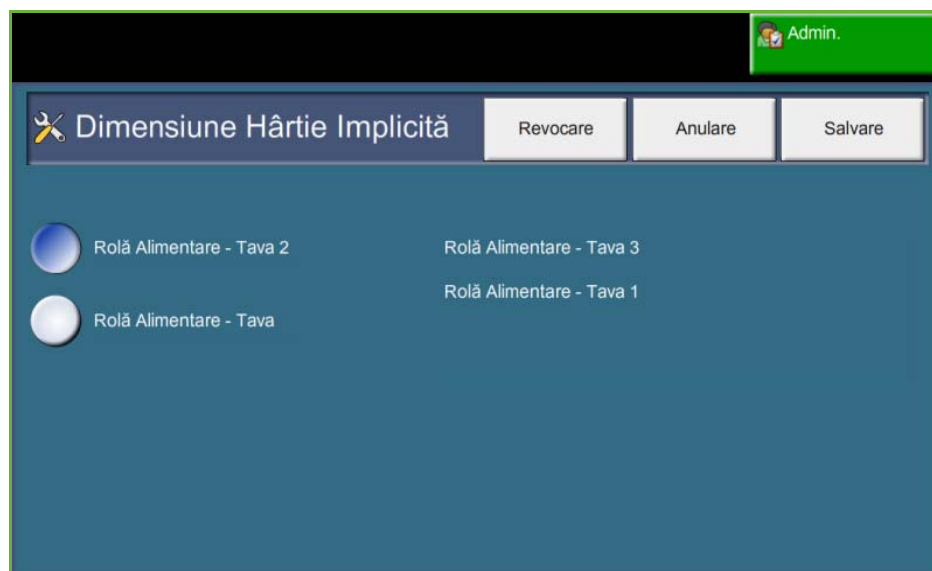 Admin.
Dimensiune Hârtie Implicită
Revocare
Anulare
Salvare
Rolă Alimentare - Tava 2
Rolă Alimentare - Tava 3
Rolă Alimentare - Tava 1
Rolă Alimentare - Tava